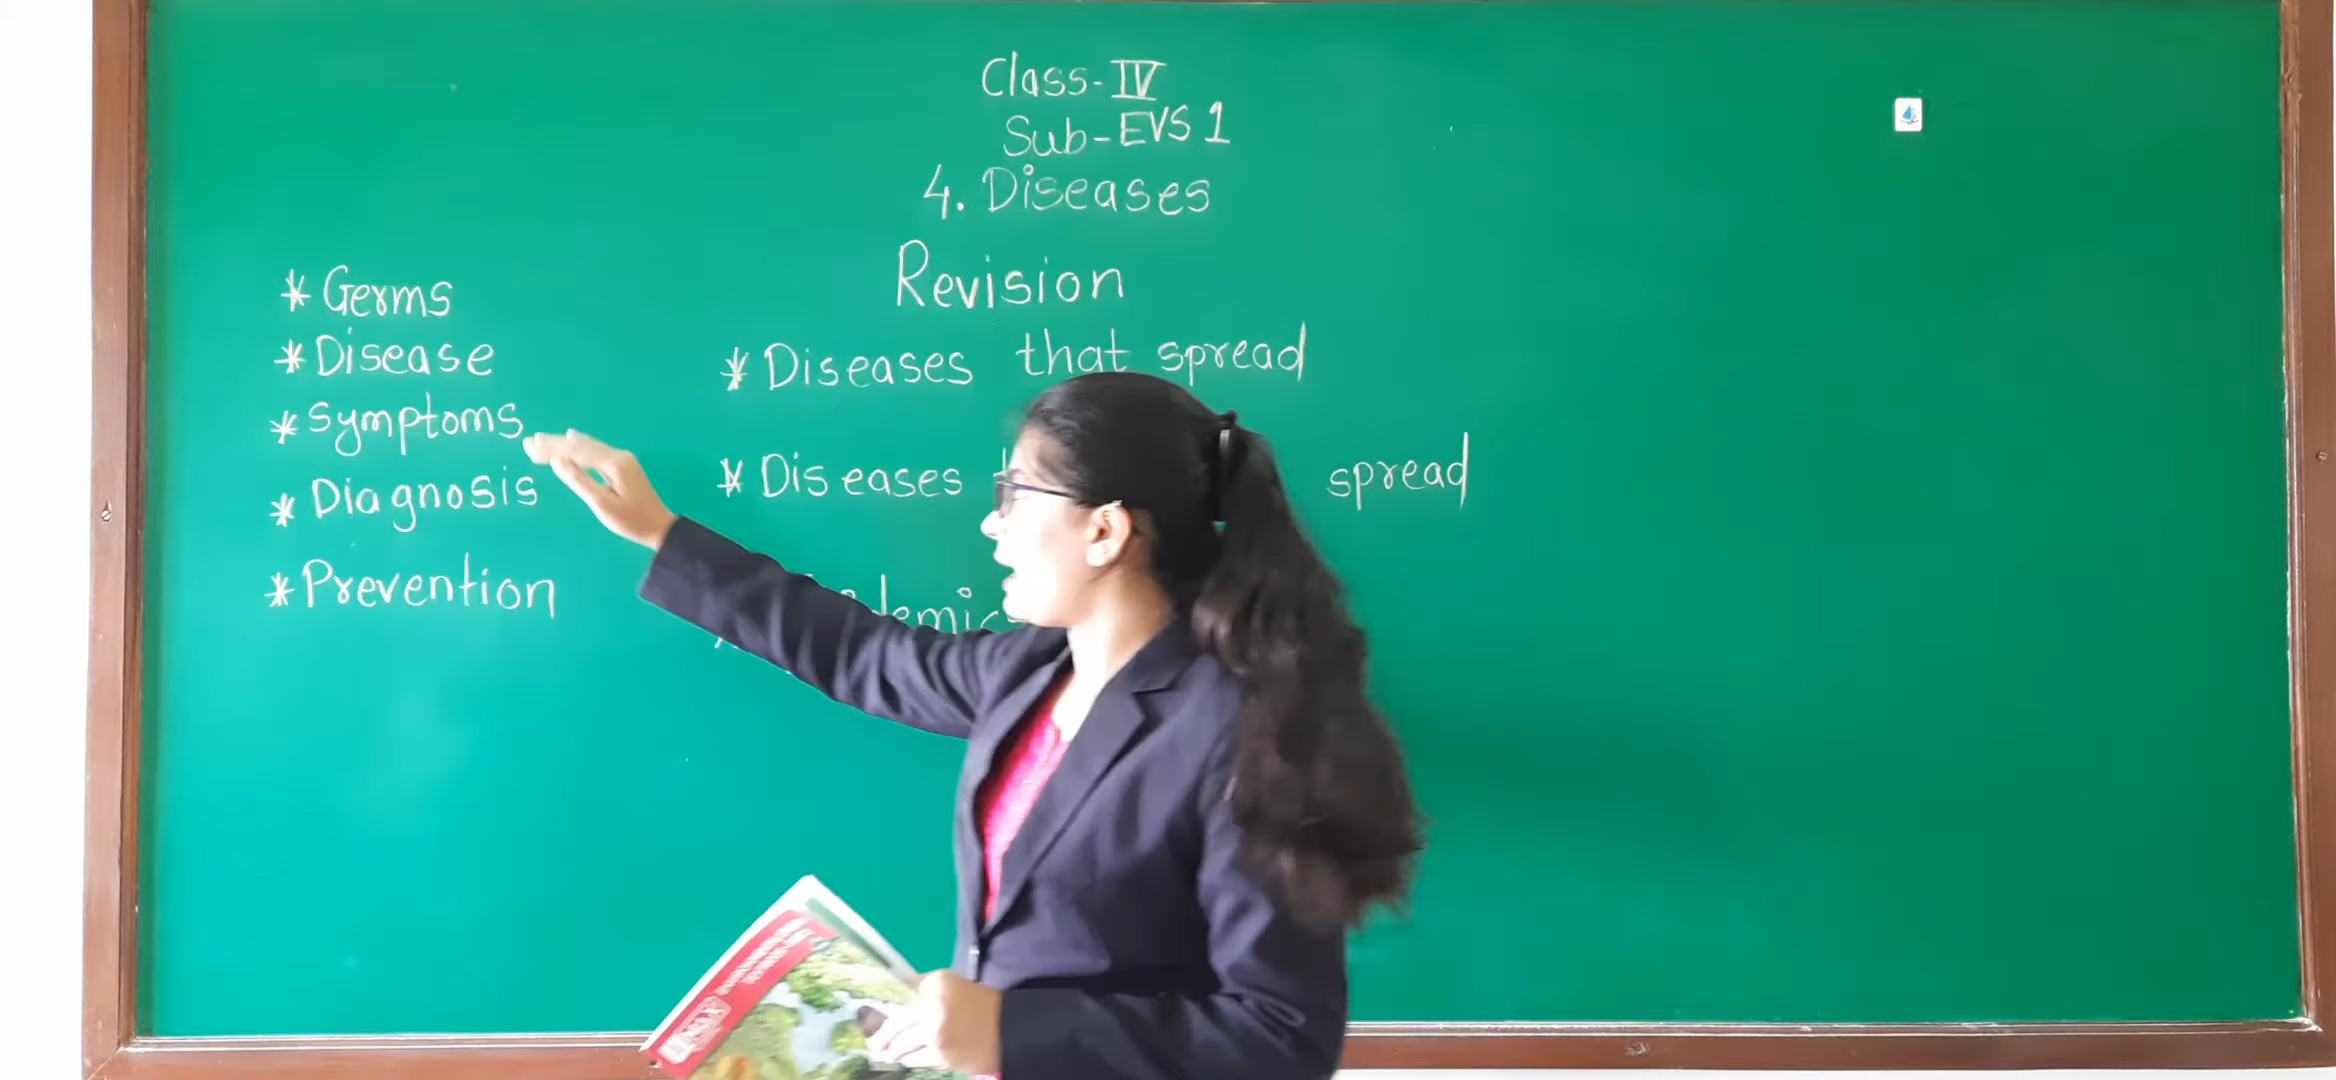 Class-IV
Sub-EVS 1
4. Diseases
Revision
* Germs
* Disease
* Symptoms
* Diagnosis
* Prevention
* Diseases that spread
* Diseases spread